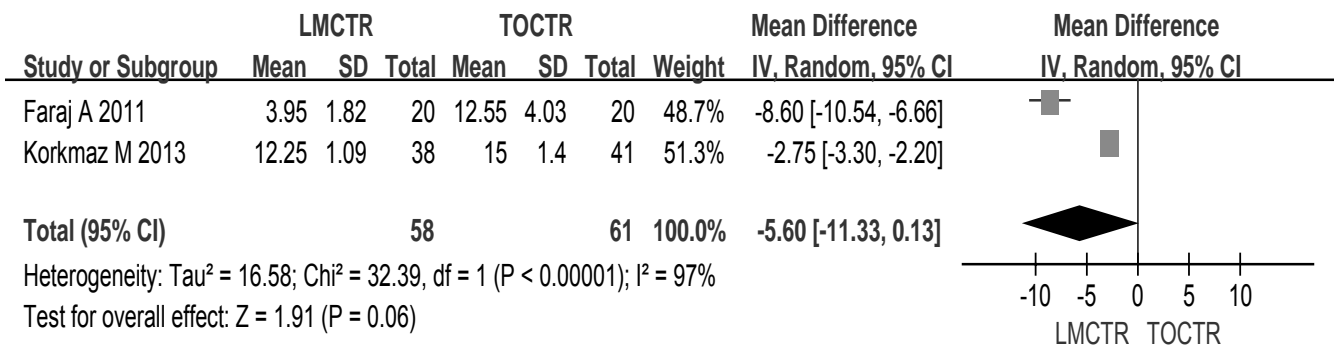 LMCTR TOCTR Mean Difference Mean Difference
Study or Subgroup Mean SD Total Mean SD Total Weight IV, Random, 95% CI IV, Random, 95% CI
Faraj A 2011 3.95 1.82 20 12.55 4.03 20 48.7% -8.60 [-10.54, -6.66]
Korkmaz M 2013 12.25 1.09 38 15 1.4 41 51.3% -2.75 [-3.30, -2.20]
Total (95% CI) 58 61 100.0% -5.60 [-11.33, 0.13]
Heterogeneity: Tau² = 16.58; Chi² = 32.39, df = 1 (P < 0.00001); I² = 97%
Test for overall effect: Z = 1.91 (P = 0.06)
-10 -5 0 5 10
LMCTR TOCTR